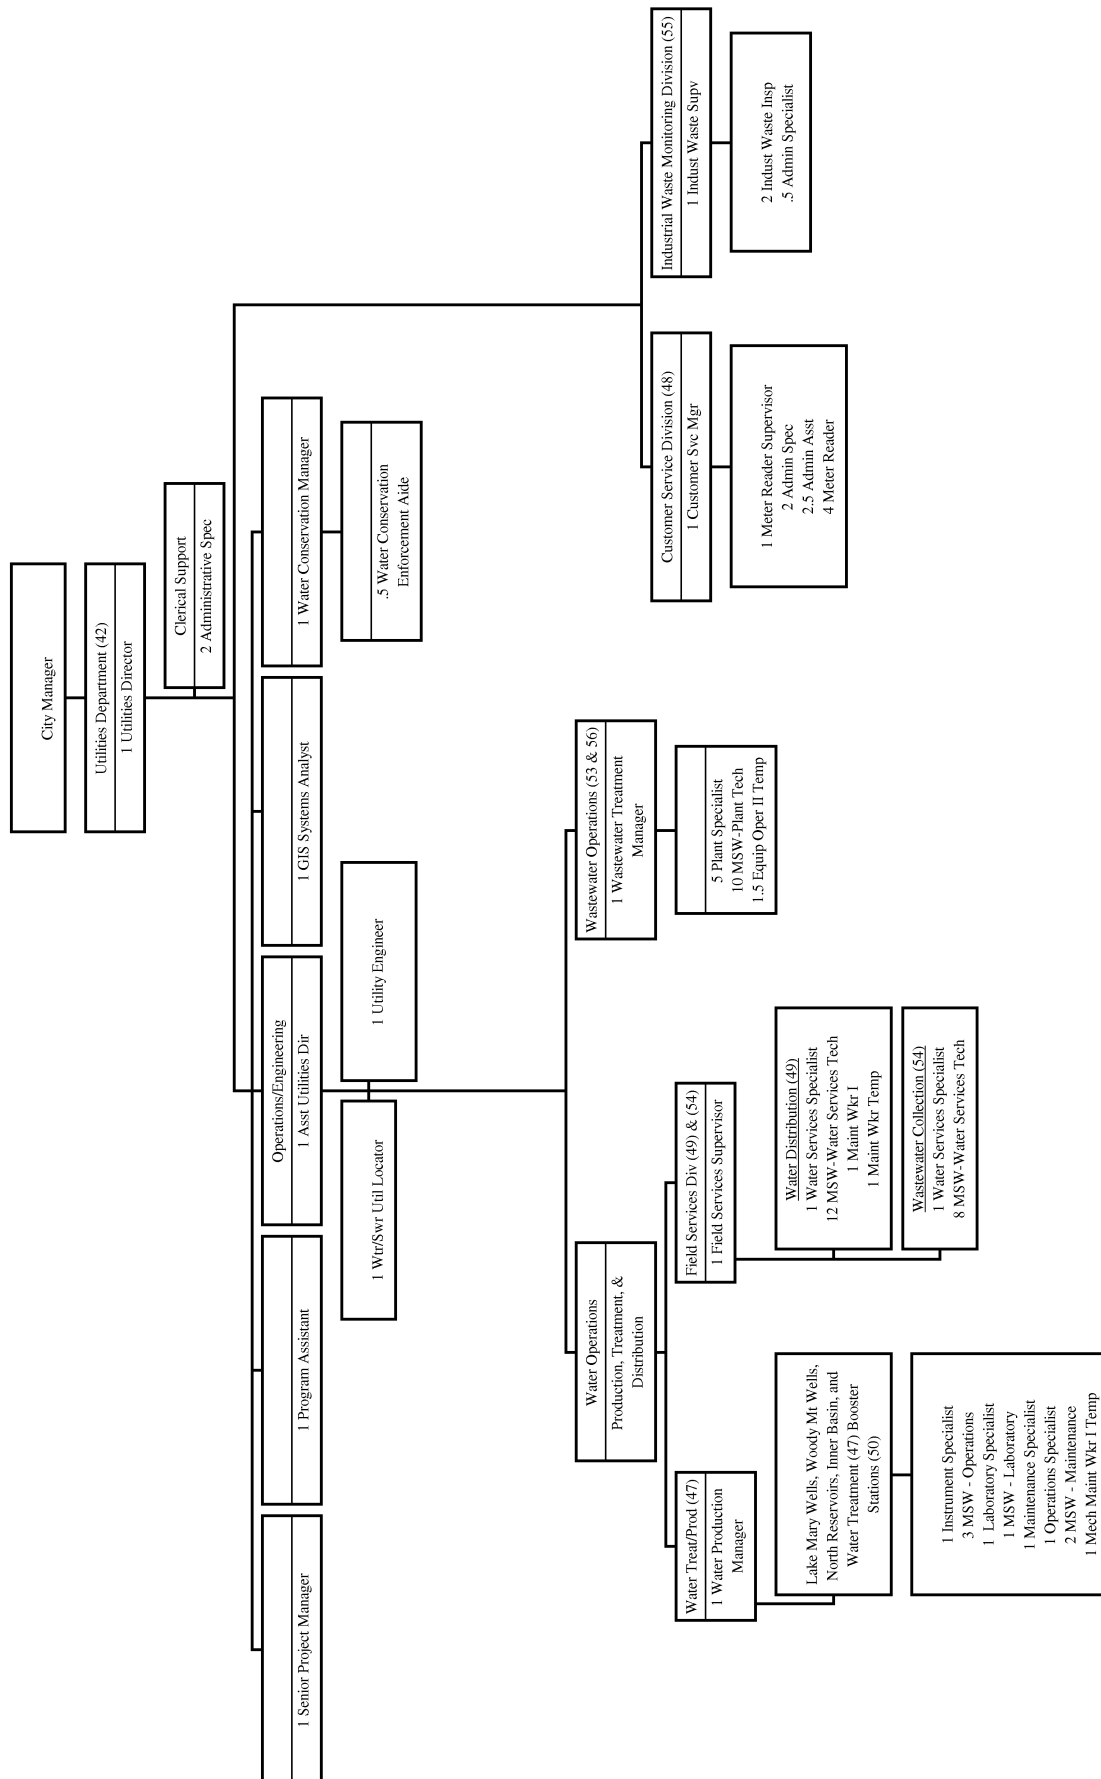 City Manager
Utilities Department (42)
1 Utilities Director
Clerical Support
2 Administrative Spec
1 Senior Project Manager
1 Program Assistant
Operations/Engineering
1 Asst Utilities Dir
1 GIS Systems Analyst
1 Water Conservation Manager
1 Wtr/Swr Util Locator
1 Utility Engineer
.5 Water Conservation
Enforcement Aide
Water Operations
Production, Treatment, &
Distribution
Wastewater Operations (53 & 56)
1 Wastewater Treatment
Manager
5 Plant Specialist
10 MSW-Plant Tech
1.5 Equip Oper II Temp
Water Treat/Prod (47)
1 Water Production
Manager
Lake Mary Wells, Woody Mt Wells,
North Reservoirs, Inner Basin, and
Water Treatment (47) Booster
Stations (50)
1 Instrument Specialist
3 MSW - Operations
1 Laboratory Specialist
1 MSW - Laboratory
1 Maintenance Specialist
1 Operations Specialist
2 MSW - Maintenance
1 Mech Maint Wkr I Temp
Field Services Div (49) & (54)
1 Field Services Supervisor
Water Distribution (49)
1 Water Services Specialist
12 MSW-Water Services Tech
1 Maint Wkr I
1 Maint Wkr Temp
Wastewater Collection (54)
1 Water Services Specialist
8 MSW-Water Services Tech
Customer Service Division (48)
1 Customer Svc Mgr
1 Meter Reader Supervisor
2 Admin Spec
2.5 Admin Asst
4 Meter Reader
Industrial Waste Monitoring Division (55)
1 Indust Waste Supv
2 Indust Waste Insp
.5 Admin Specialist